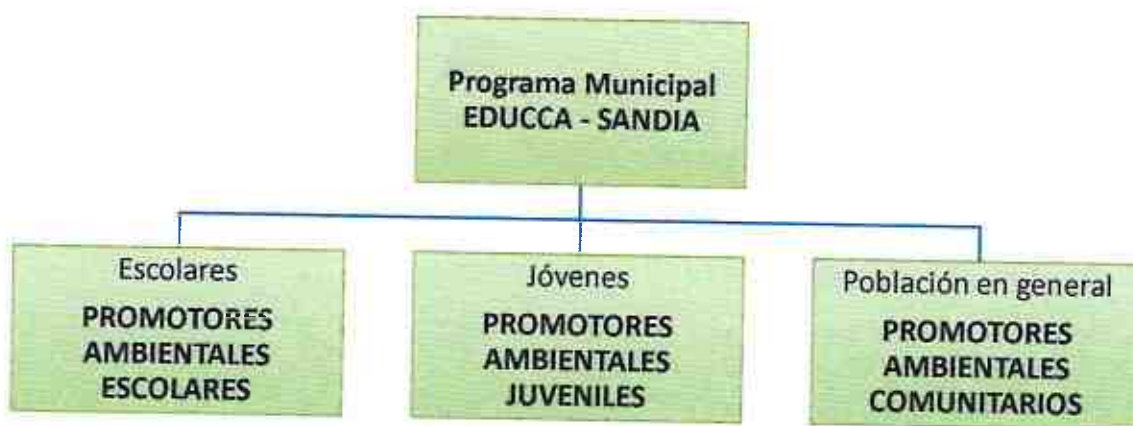 Programa Municipal
EDUCCA - SANDIA
Escolares
PROMOTORES
AMBIENTALES
ESCOLARES
Jóvenes
PROMOTORES
AMBIENTALES
JUVENILES
Población en general
PROMOTORES
AMBIENTALES
COMUNITARIOS